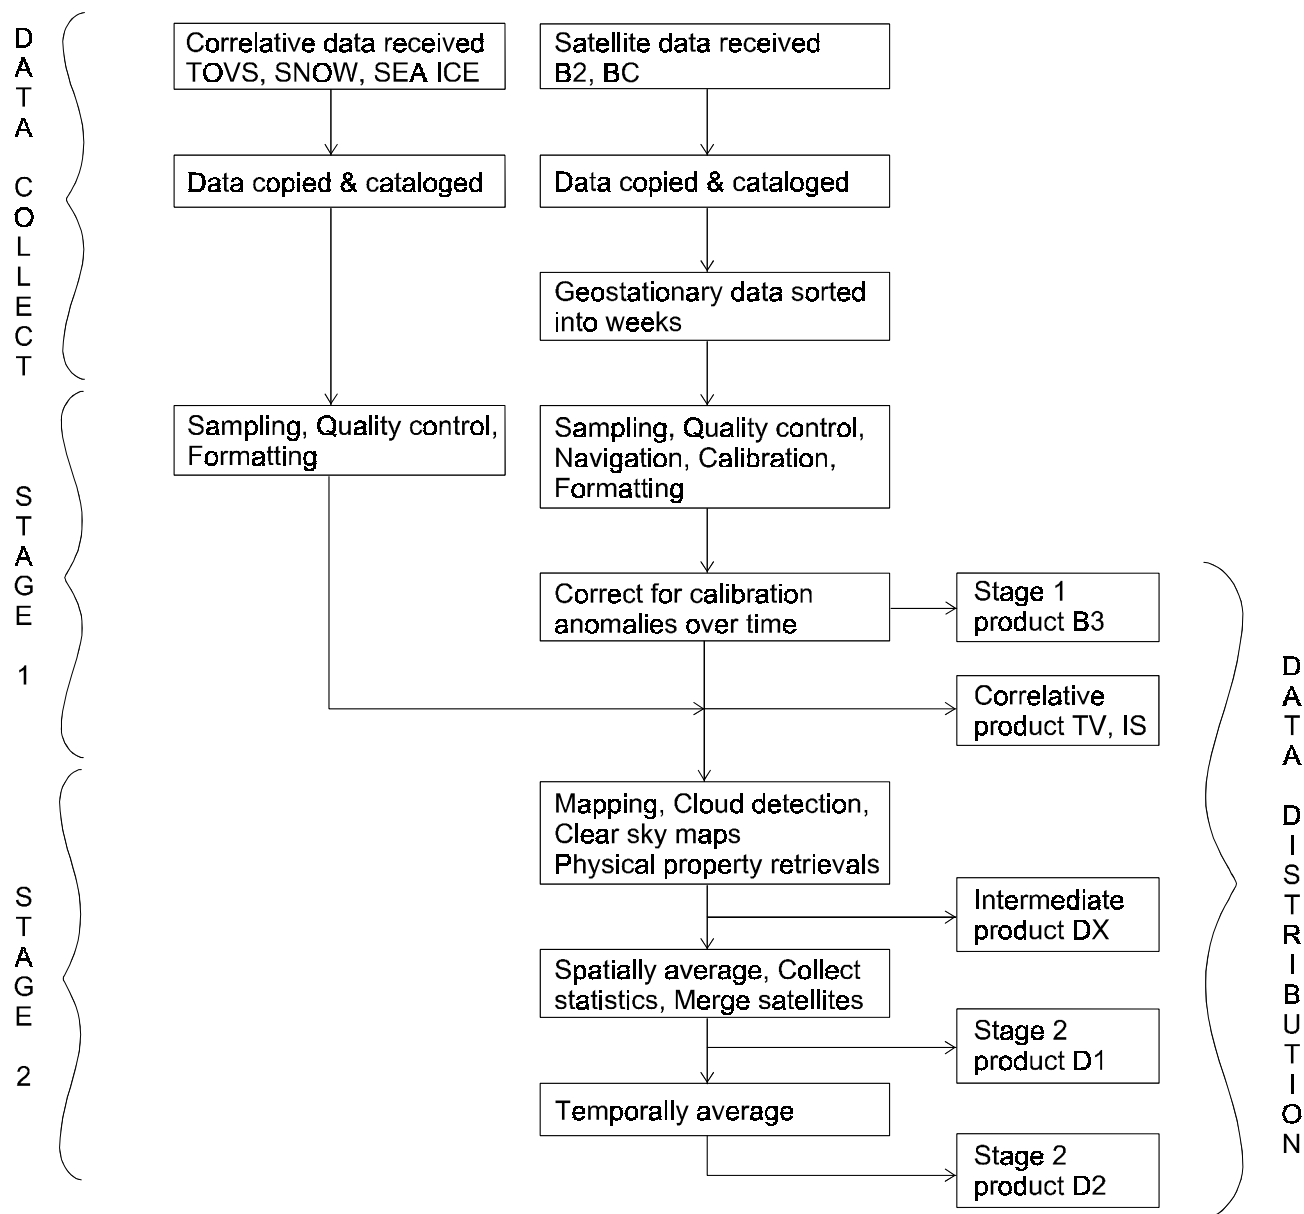 DATA COLLECT
Correlative data received
TOVS, SNOW, SEA ICE
Satellite data received
B2, BC
Data copied & cataloged
Data copied & cataloged
Geostationary data sorted
into weeks
STAGE 1
Sampling, Quality control,
Formatting
Sampling, Quality control,
Navigation, Calibration,
Formatting
Correct for calibration
anomalies over time
Stage 1
product B3
Correlative
product TV, IS
DATA DISTRIBUTION
STAGE 2
Mapping, Cloud detection,
Clear sky maps
Physical property retrievals
Intermediate
product DX
Spatially average, Collect
statistics, Merge satellites
Stage 2
product D1
Temporally average
Stage 2
product D2